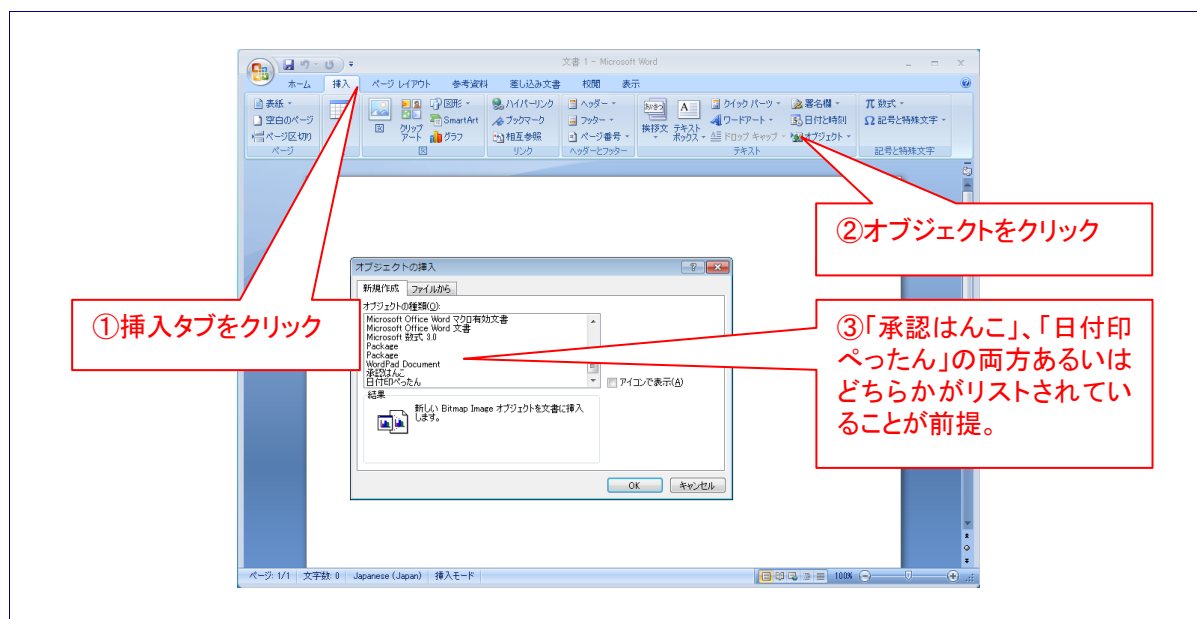 文書 1 - Microsoft Word
ホーム 挿入 ページ レイアウト 参考資料 差し込み文書 校閲 表示
表紙
空白のページ
ページ区切り
ページ
図
クリップ
アート
図形
SmartArt
グラフ
図
ハイパーリンク
ブックマーク
相互参照
リンク
ヘッダー
フッター
ページ番号
ヘッダーとフッター
挨拶文
テキスト
ボックス
クイック パーツ
ワードアート
ドロップ キャップ
署名欄
日付と時刻
オブジェクト
テキスト
π 数式
Ω 記号と特殊文字
記号と特殊文字
②オブジェクトをクリック
オブジェクトの挿入
新規作成 ファイルから
オブジェクトの種類(O):
Microsoft Office Word マクロ有効文書
Microsoft Office Word 文書
Microsoft 数式 3.0
Package
Package
WordPad Document
承認はんこ
日付印ぺったん
アイコンで表示(A)
結果
新しい Bitmap Image オブジェクトを文書に挿入
します。
OK キャンセル
①挿入タブをクリック
③「承認はんこ」、「日付印
ぺったん」の両方あるいは
どちらかがリストされてい
ることが前提。
ページ: 1/1 文字数: 0 Japanese (Japan) 挿入モード 100%